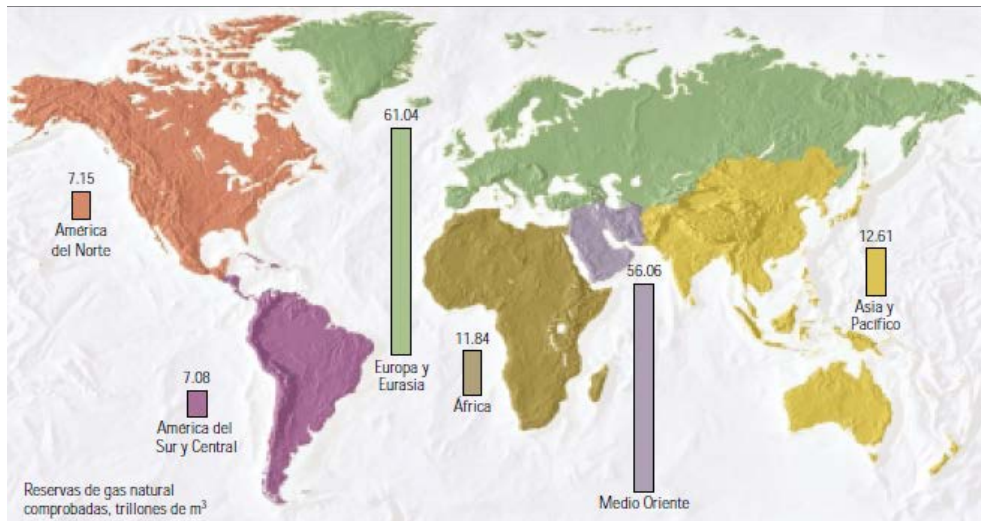 61.04
7.15
América
del Norte
12.61
Asia y
Pacífico
56.06
11.84
África
Europa y
Eurasia
7.08
América del
Sur y Central
Medio Oriente
Reservas de gas natural
comprobadas, trillones de m³